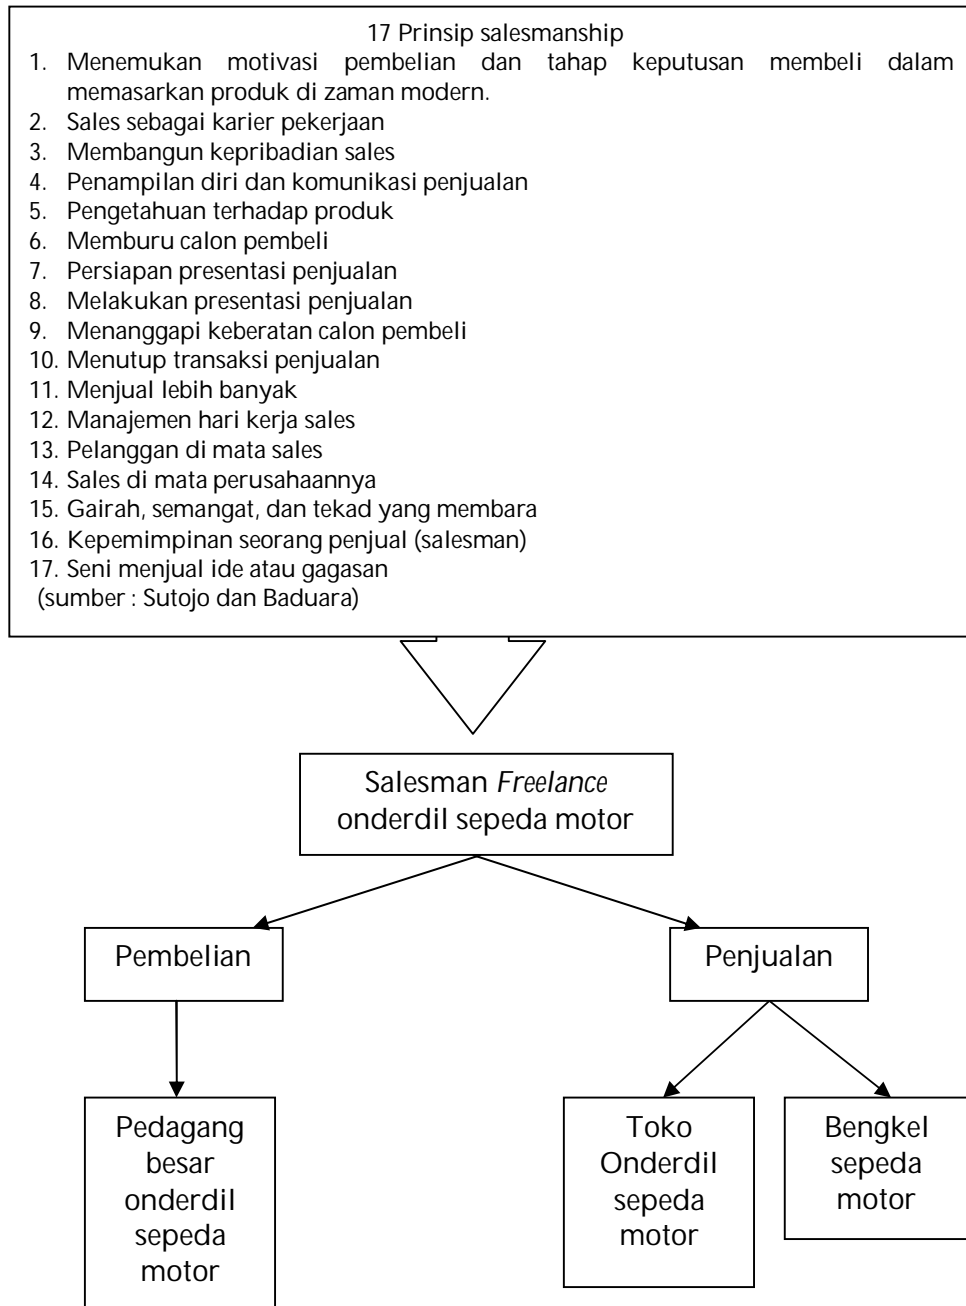 17 Prinsip salesmanship
1. Menemukan motivasi pembelian dan tahap keputusan membeli dalam
memasarkan produk di zaman modern.
2. Sales sebagai karier pekerjaan
3. Membangun kepribadian sales
4. Penampilan diri dan komunikasi penjualan
5. Pengetahuan terhadap produk
6. Memburu calon pembeli
7. Persiapan presentasi penjualan
8. Melakukan presentasi penjualan
9. Menanggapi keberatan calon pembeli
10. Menutup transaksi penjualan
11. Menjual lebih banyak
12. Manajemen hari kerja sales
13. Pelanggan di mata sales
14. Sales di mata perusahaannya
15. Gairah, semangat, dan tekad yang membara
16. Kepemimpinan seorang penjual (salesman)
17. Seni menjual ide atau gagasan
(sumber : Sutojo dan Baduara)
Salesman Freelance
onderdil sepeda motor
Pembelian
Penjualan
Pedagang
besar
onderdil
sepeda
motor
Toko
Onderdil
sepeda
motor
Bengkel
sepeda
motor